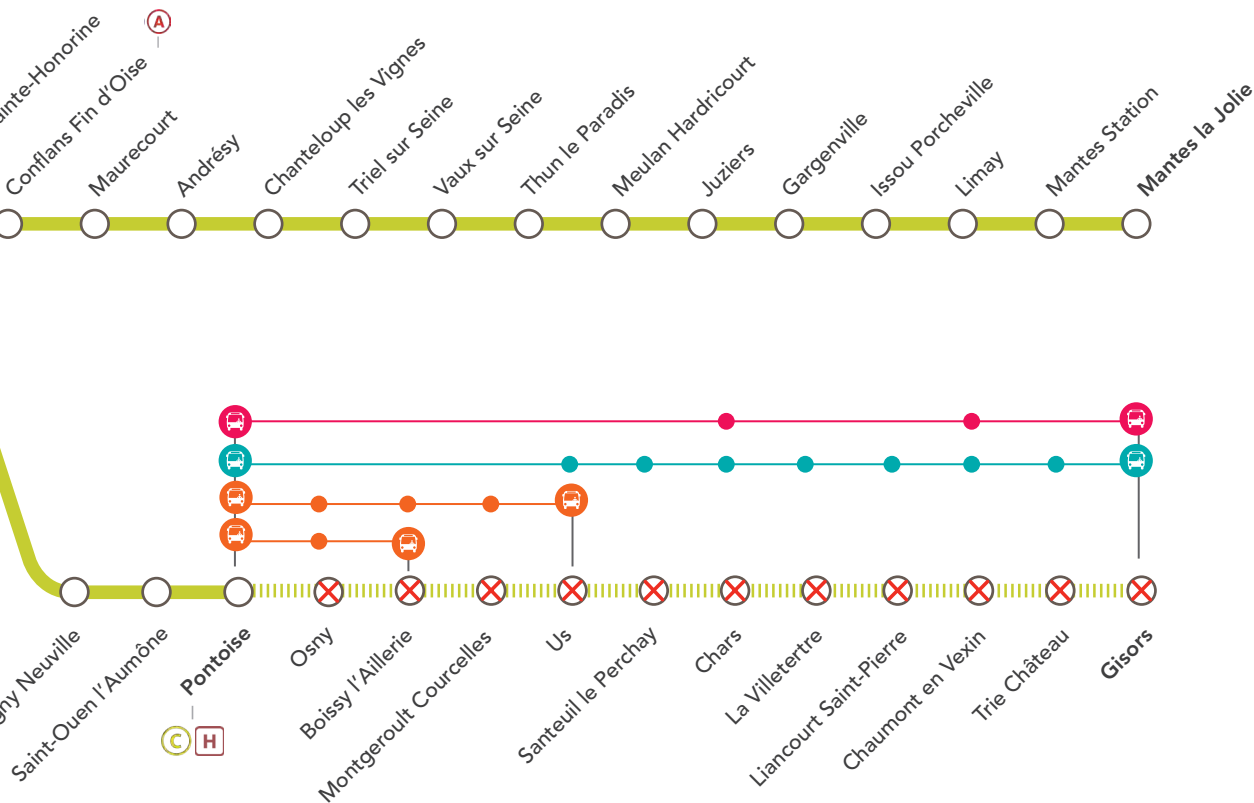 A
Conflans Fin d'Oise
Maurecourt
Andrésy
Chanteloup les Vignes
Triel sur Seine
Vaux sur Seine
Thun le Paradis
Meulan Hardricourt
Juziers
Gargenville
Issou Porcheville
Limay
Mantes Station
Mantes la Jolie
Neuville
Saint-Ouen l'Aumône
Pontoise
C H
Osny
Boissy l'Aillerie
Montgeroult Courcelles
Us
Santeuil le Perchay
Chars
La Villetertre
Liancourt Saint-Pierre
Chaumont en Vexin
Trie Château
Gisors